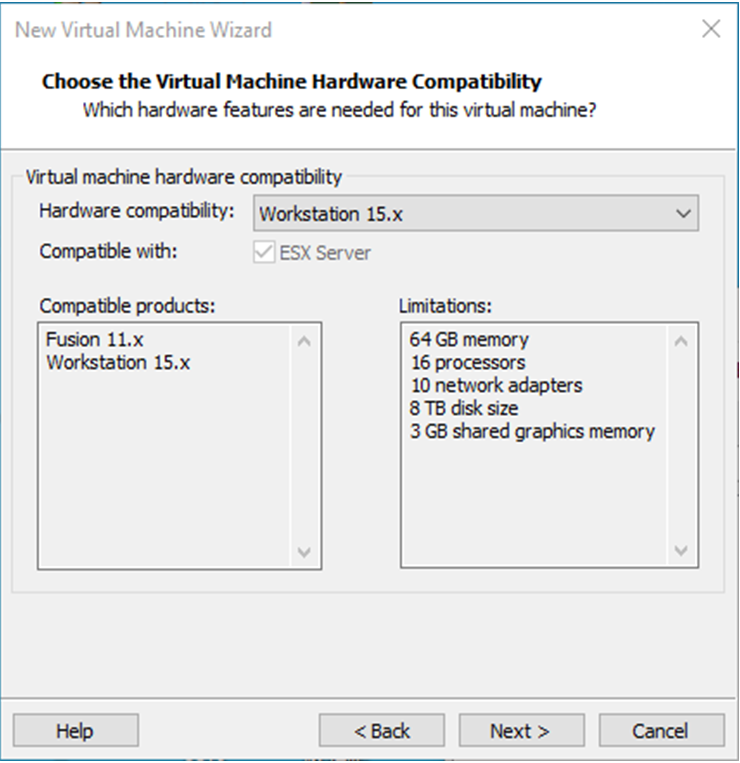 New Virtual Machine Wizard
Choose the Virtual Machine Hardware Compatibility
Which hardware features are needed for this virtual machine?
Virtual machine hardware compatibility
Hardware compatibility: Workstation 15.x
Compatible with: ESX Server
Compatible products:
Fusion 11.x
Workstation 15.x
Limitations:
64 GB memory
16 processors
10 network adapters
8 TB disk size
3 GB shared graphics memory
Help < Back Next > Cancel